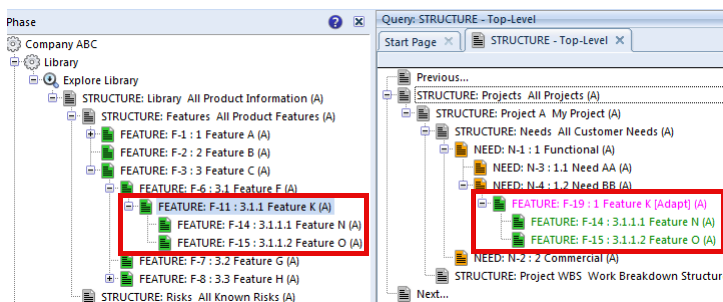 Phase
Company ABC
Library
Explore Library
STRUCTURE: Library All Product Information (A)
STRUCTURE: Features All Product Features (A)
FEATURE: F-1 : 1 Feature A (A)
FEATURE: F-2 : 2 Feature B (A)
FEATURE: F-3 : 3 Feature C (A)
FEATURE: F-6 : 3.1 Feature F (A)
FEATURE: F-11 : 3.1.1 Feature K (A)
FEATURE: F-14 : 3.1.1.1 Feature N (A)
FEATURE: F-15 : 3.1.1.2 Feature O (A)
FEATURE: F-7 : 3.2 Feature G (A)
FEATURE: F-8 : 3.3 Feature H (A)
STRUCTURE: Risks All Known Risks (A)
Query: STRUCTURE - Top-Level
Start Page
STRUCTURE - Top-Level
Previous...
STRUCTURE: Projects All Projects (A)
STRUCTURE: Project A My Project (A)
STRUCTURE: Needs All Customer Needs (A)
NEED: N-1 : 1 Functional (A)
NEED: N-3 : 1.1 Need AA (A)
NEED: N-4 : 1.2 Need BB (A)
FEATURE: F-19 : 1 Feature K [Adapt] (A)
FEATURE: F-14 : 3.1.1.1 Feature N (A)
FEATURE: F-15 : 3.1.1.2 Feature O (A)
NEED: N-2 : 2 Commercial (A)
STRUCTURE: Project WBS Work Breakdown Structur
Next...